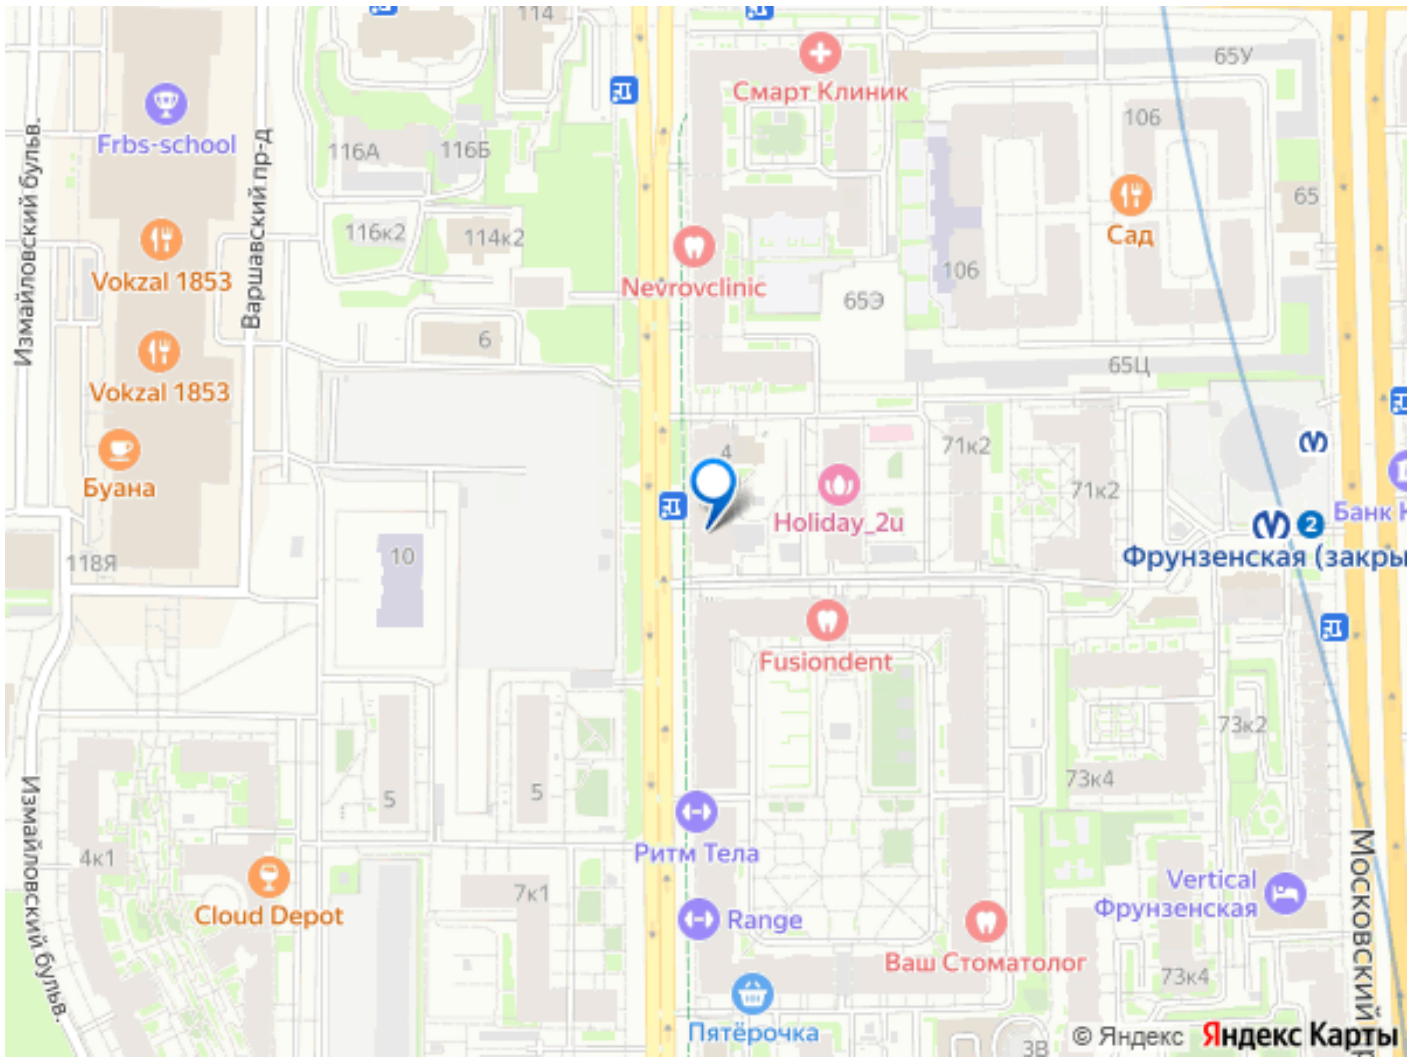 114
65У
Смарт Клиник
Frbs-school
116А
116Б
106
Измайловский бульв.
Варшавский пр-д
65
Сад
116к2
114к2
Vokzal 1853
Nevrovclinic
106
65Э
6
65Ц
Vokzal 1853
4
71к2
Буана
71к2
Holiday_2u
Банк
2
Фрунзенская (закры
118Я
10
Fusiondent
73к2
73к4
5
5
Ритм Тела
4к1
7к1
Cloud Depot
Range
Vertical
Фрунзенская
Ваш Стоматолог
73к4
Измайловский бульв.
Московский
Пятёрочка
3В
© Яндекс
Яндекс Карты